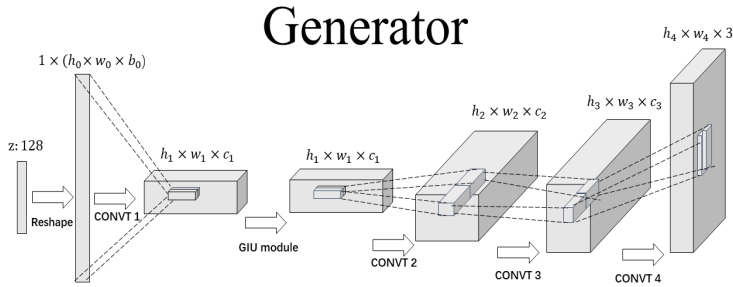 Generator
z: 128
Reshape
1 × (h₀ × w₀ × b₀)
CONVT 1
h₁ × w₁ × c₁
GIU module
h₁ × w₁ × c₁
CONVT 2
h₂ × w₂ × c₂
CONVT 3
h₃ × w₃ × c₃
CONVT 4
h₄ × w₄ × 3